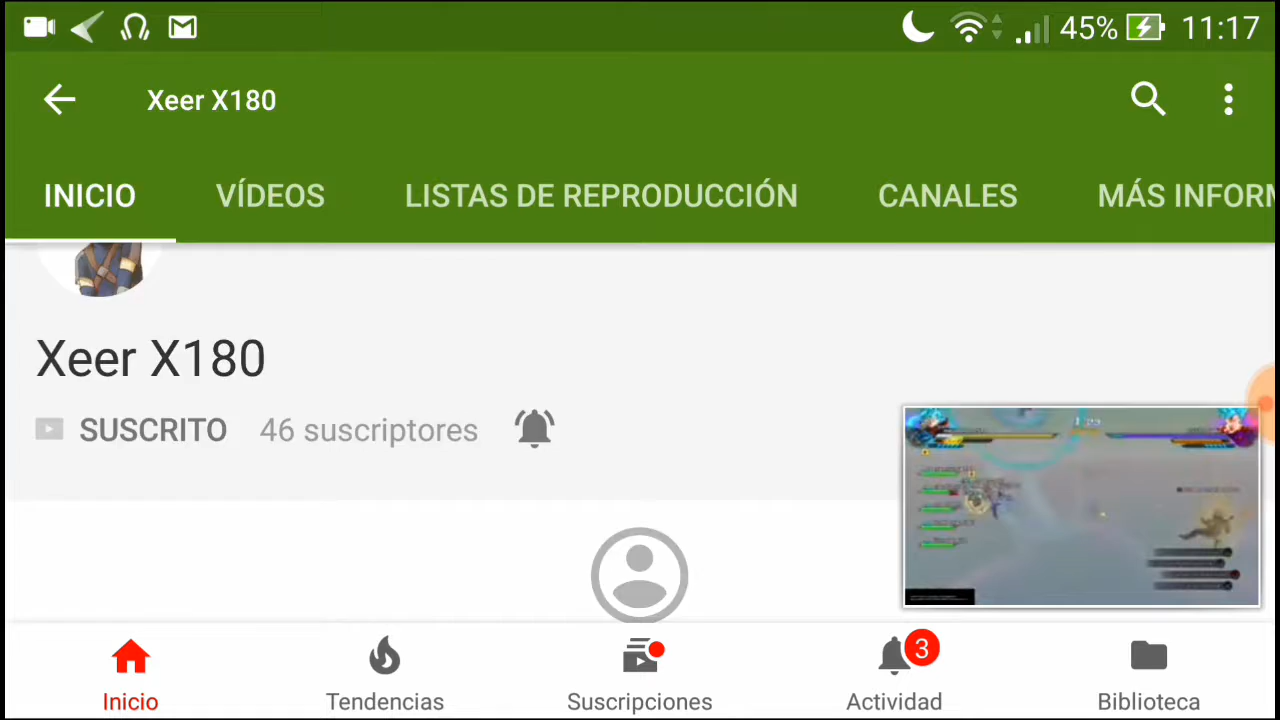 45% 11:17
Xeer X180
INICIO VÍDEOS LISTAS DE REPRODUCCIÓN CANALES MÁS INFORM
Xeer X180
SUSCRITO 46 suscriptores
3
Inicio Tendencias Suscripciones Actividad Biblioteca